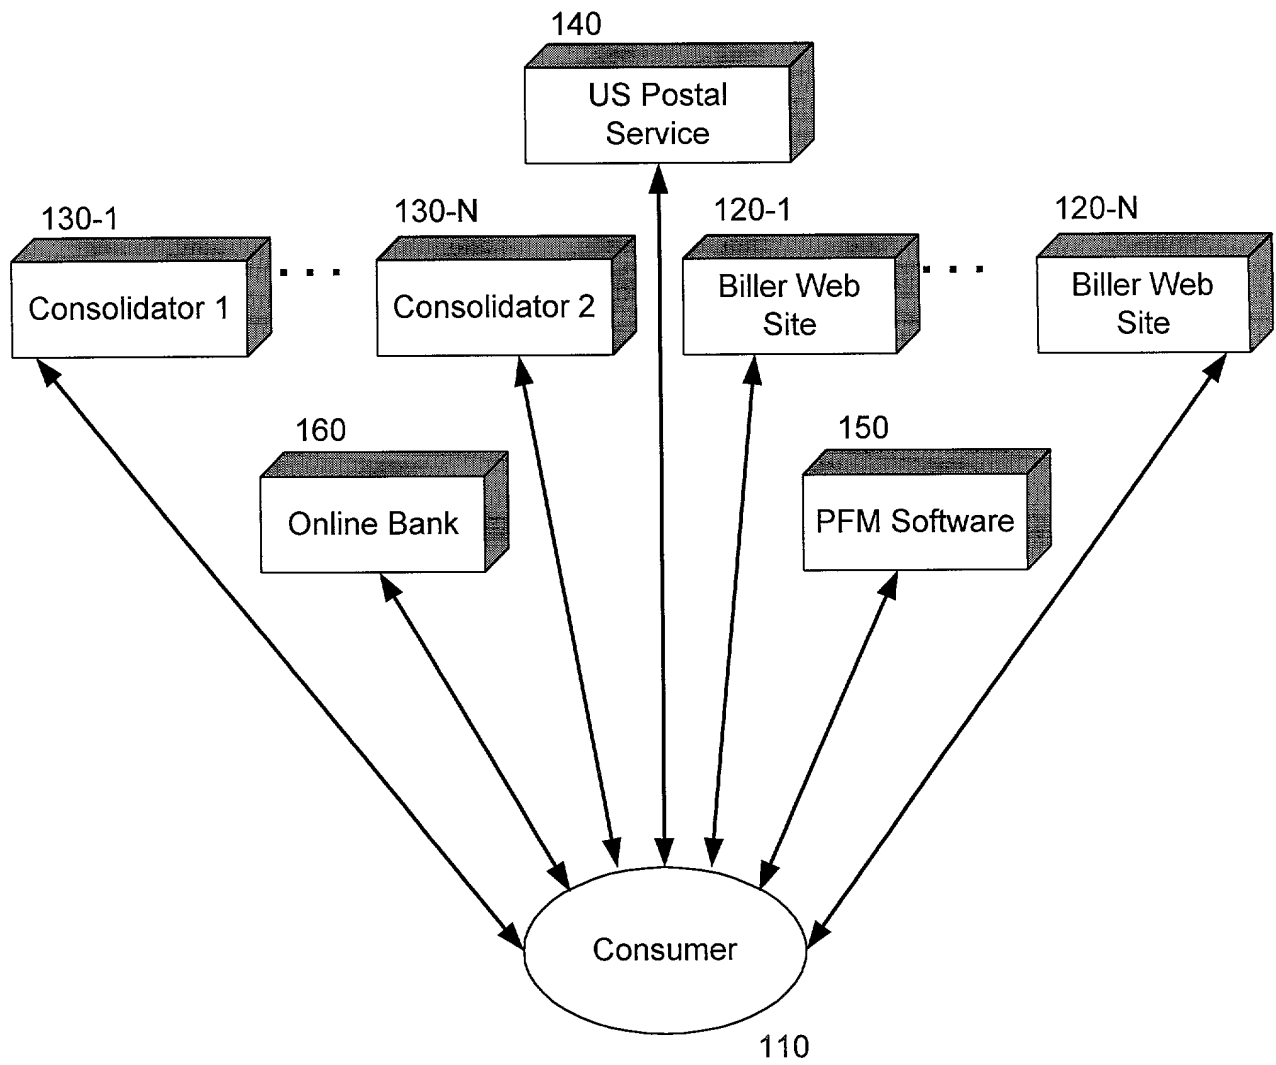 140
US Postal
Service
130-1
130-N
120-1
120-N
Consolidator 1
. . .
Consolidator 2
Biller Web
Site
. . .
Biller Web
Site
160
150
Online Bank
PFM Software
Consumer
110